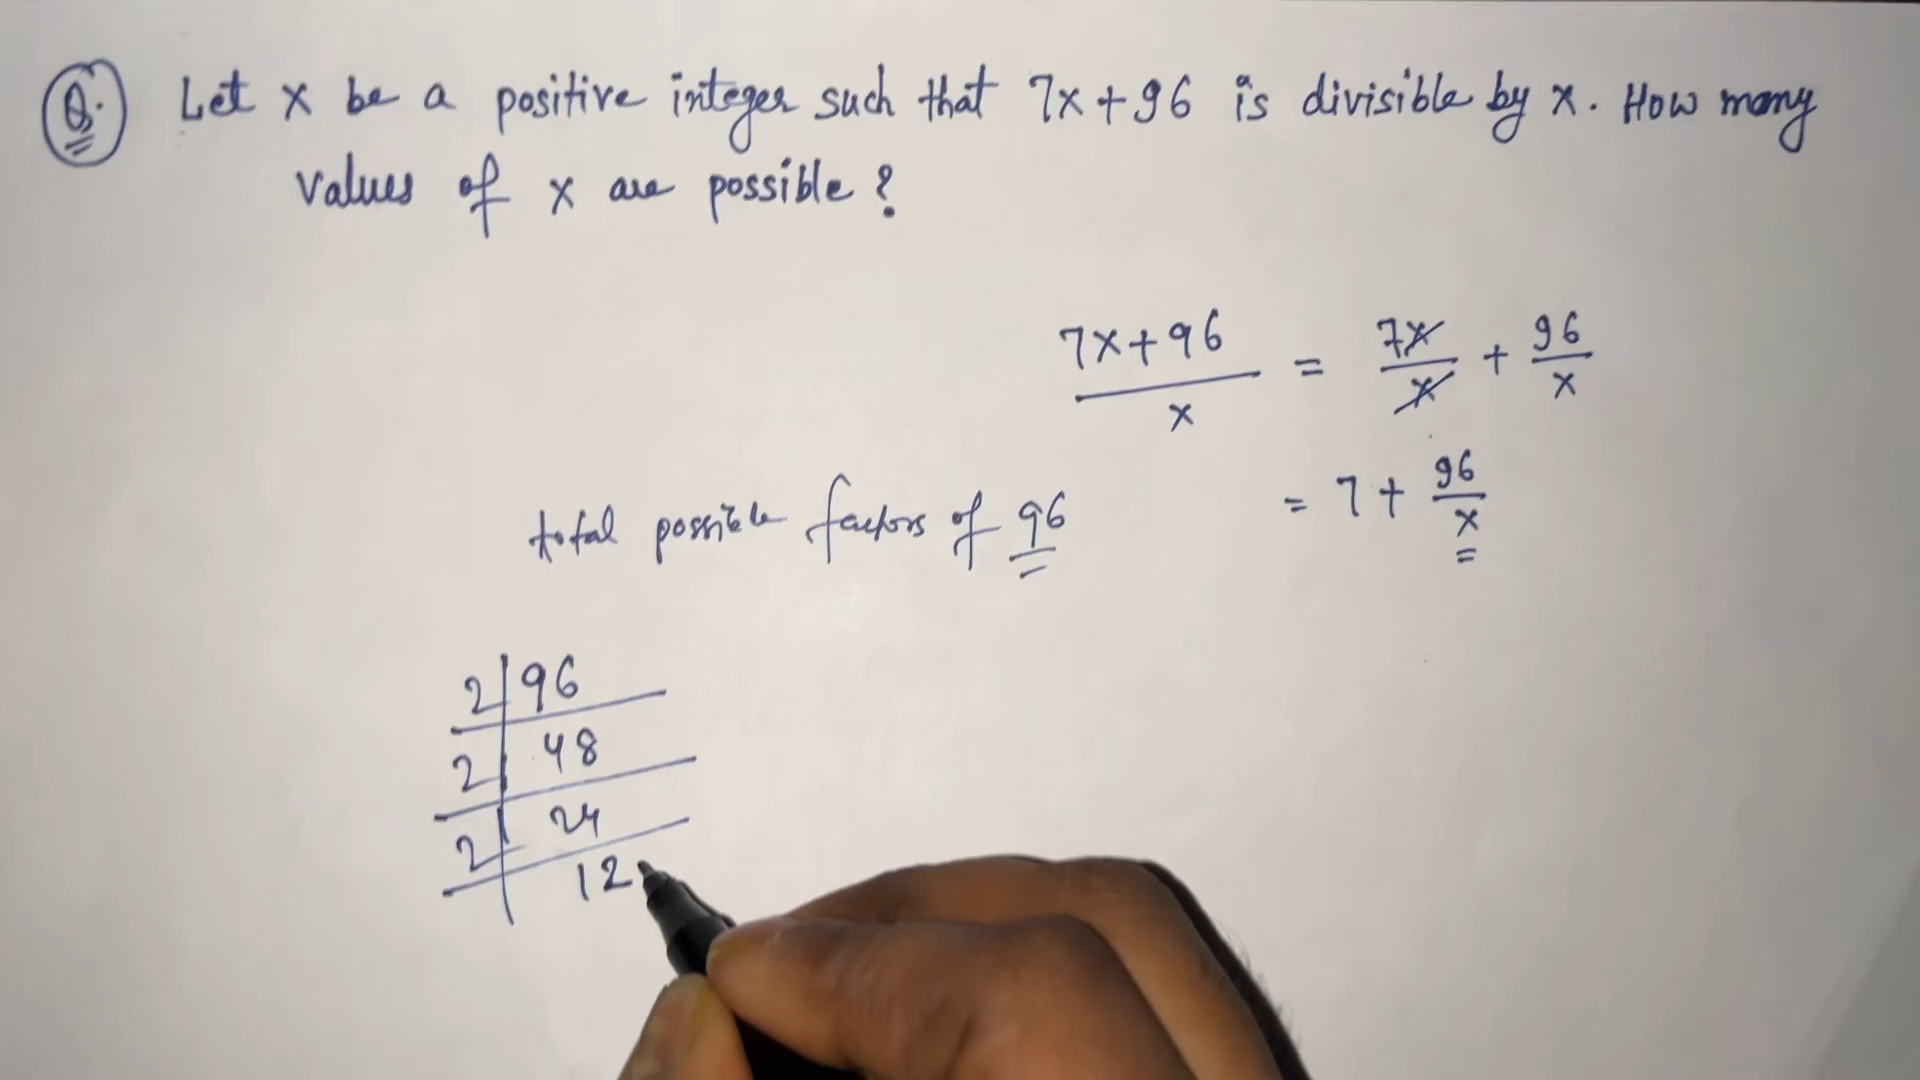 Q. Let x be a positive integer such that 7x+96 is divisible by x. How many
values of x are possible?
7x+96 / x = 7x / x + 96 / x
= 7 + 96 / x
total possible factors of 96
2 | 96
2 | 48
2 | 24
12